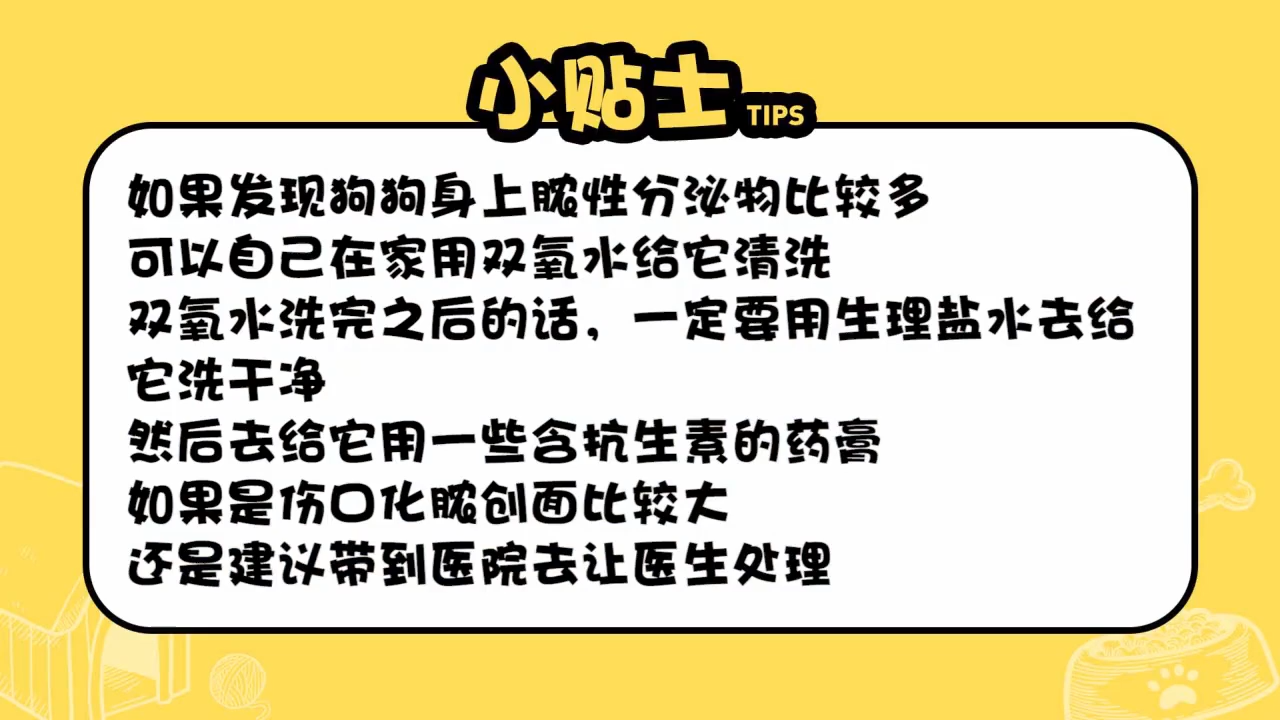 小贴士 TIPS
如果发现狗狗身上脓性分泌物比较多
可以自己在家用双氧水给它清洗
双氧水洗完之后的话，一定要用生理盐水去给
它洗干净
然后去给它用一些含抗生素的药膏
如果是伤口化脓创面比较大
还是建议带到医院去让医生处理